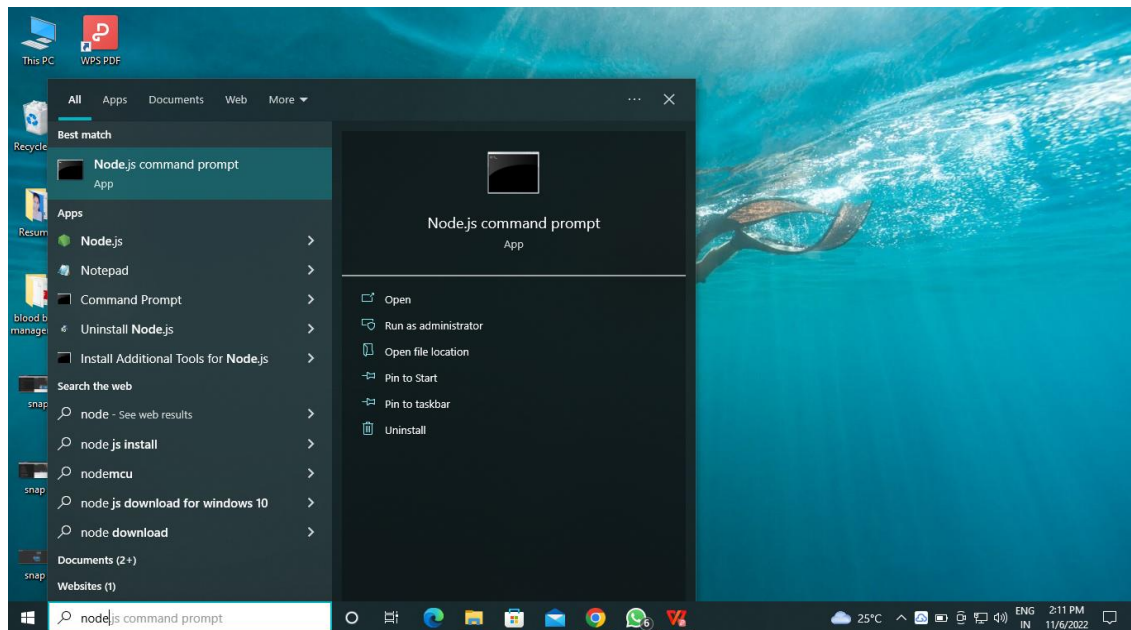 This PC
WPS PDF
All Apps Documents Web More
Best match
Node.js command prompt
App
Apps
Node.js
Notepad
Command Prompt
Uninstall Node.js
Install Additional Tools for Node.js
Search the web
node - See web results
node js install
nodemcu
node js download for windows 10
node download
Documents (2+)
Websites (1)
Node.js command prompt
App
Open
Run as administrator
Open file location
Pin to Start
Pin to taskbar
Uninstall
Recycle
Resum
blood b
manage
snap
snap
snap
node.js command prompt
6
25°C
ENG
IN
2:11 PM
11/6/2022